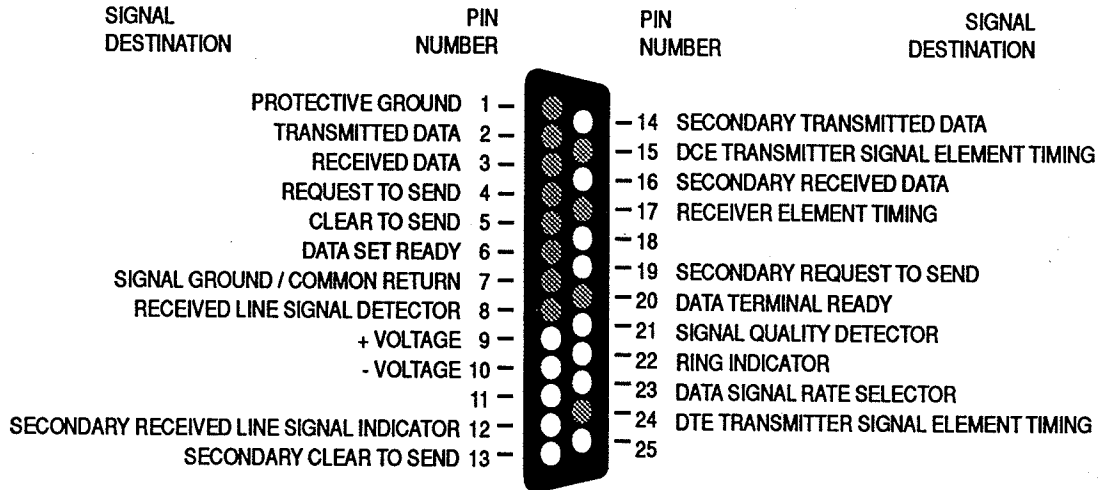 SIGNAL DESTINATION
PIN NUMBER
PIN NUMBER
SIGNAL DESTINATION
PROTECTIVE GROUND 1 –
TRANSMITTED DATA 2 –
RECEIVED DATA 3 –
REQUEST TO SEND 4 –
CLEAR TO SEND 5 –
DATA SET READY 6 –
SIGNAL GROUND / COMMON RETURN 7 –
RECEIVED LINE SIGNAL DETECTOR 8 –
+ VOLTAGE 9 –
- VOLTAGE 10 –
11 –
SECONDARY RECEIVED LINE SIGNAL INDICATOR 12 –
SECONDARY CLEAR TO SEND 13 –
– 14 SECONDARY TRANSMITTED DATA
– 15 DCE TRANSMITTER SIGNAL ELEMENT TIMING
– 16 SECONDARY RECEIVED DATA
– 17 RECEIVER ELEMENT TIMING
– 18
– 19 SECONDARY REQUEST TO SEND
– 20 DATA TERMINAL READY
– 21 SIGNAL QUALITY DETECTOR
– 22 RING INDICATOR
– 23 DATA SIGNAL RATE SELECTOR
– 24 DTE TRANSMITTER SIGNAL ELEMENT TIMING
– 25